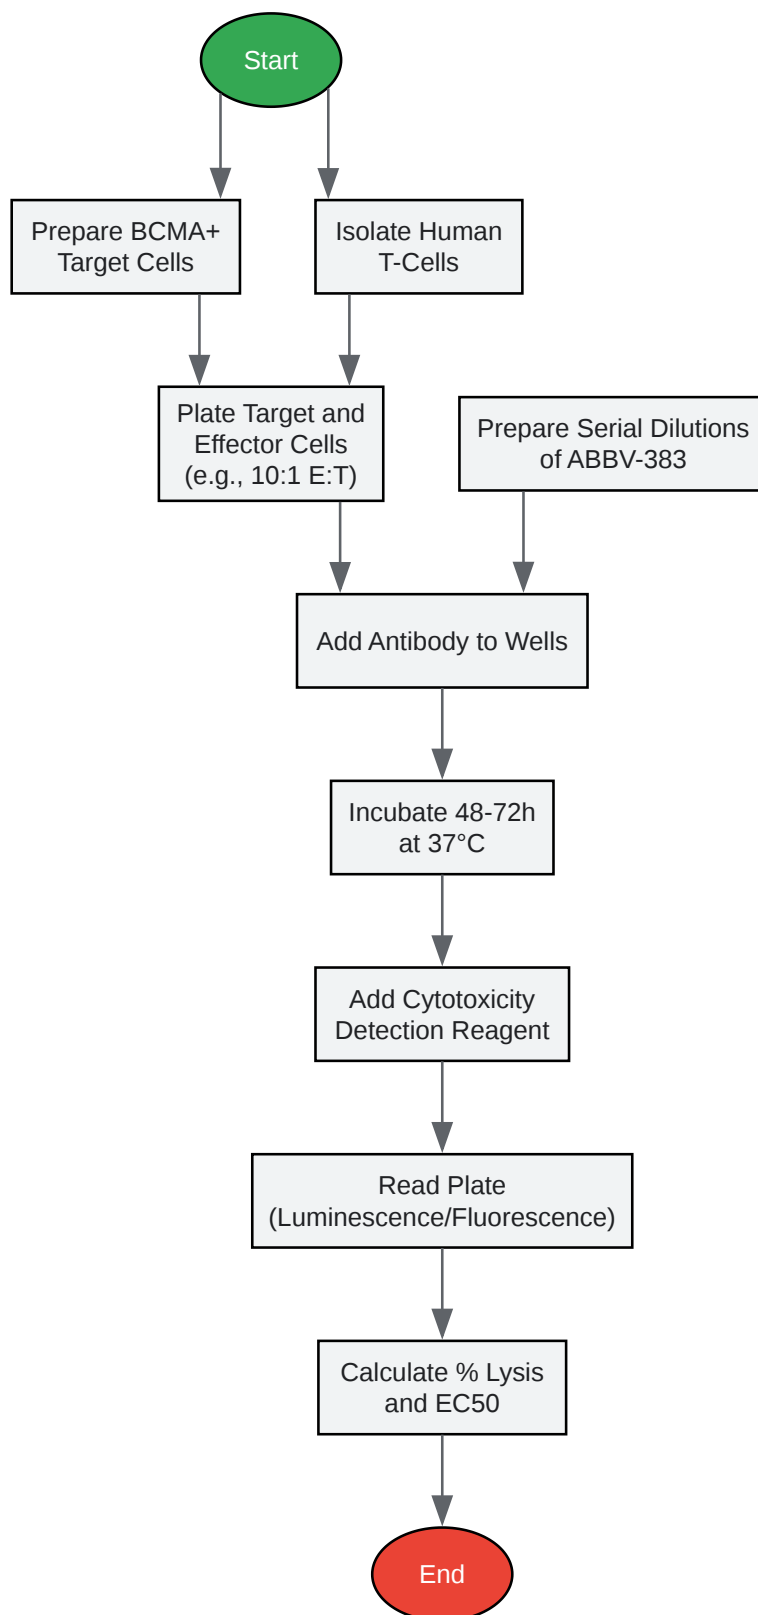 Start
Prepare BCMA+
Target Cells
Isolate Human
T-Cells
Plate Target and
Effector Cells
(e.g., 10:1 E:T)
Prepare Serial Dilutions
of ABBV-383
Add Antibody to Wells
Incubate 48-72h
at 37°C
Add Cytotoxicity
Detection Reagent
Read Plate
(Luminescence/Fluorescence)
Calculate % Lysis
and EC50
End